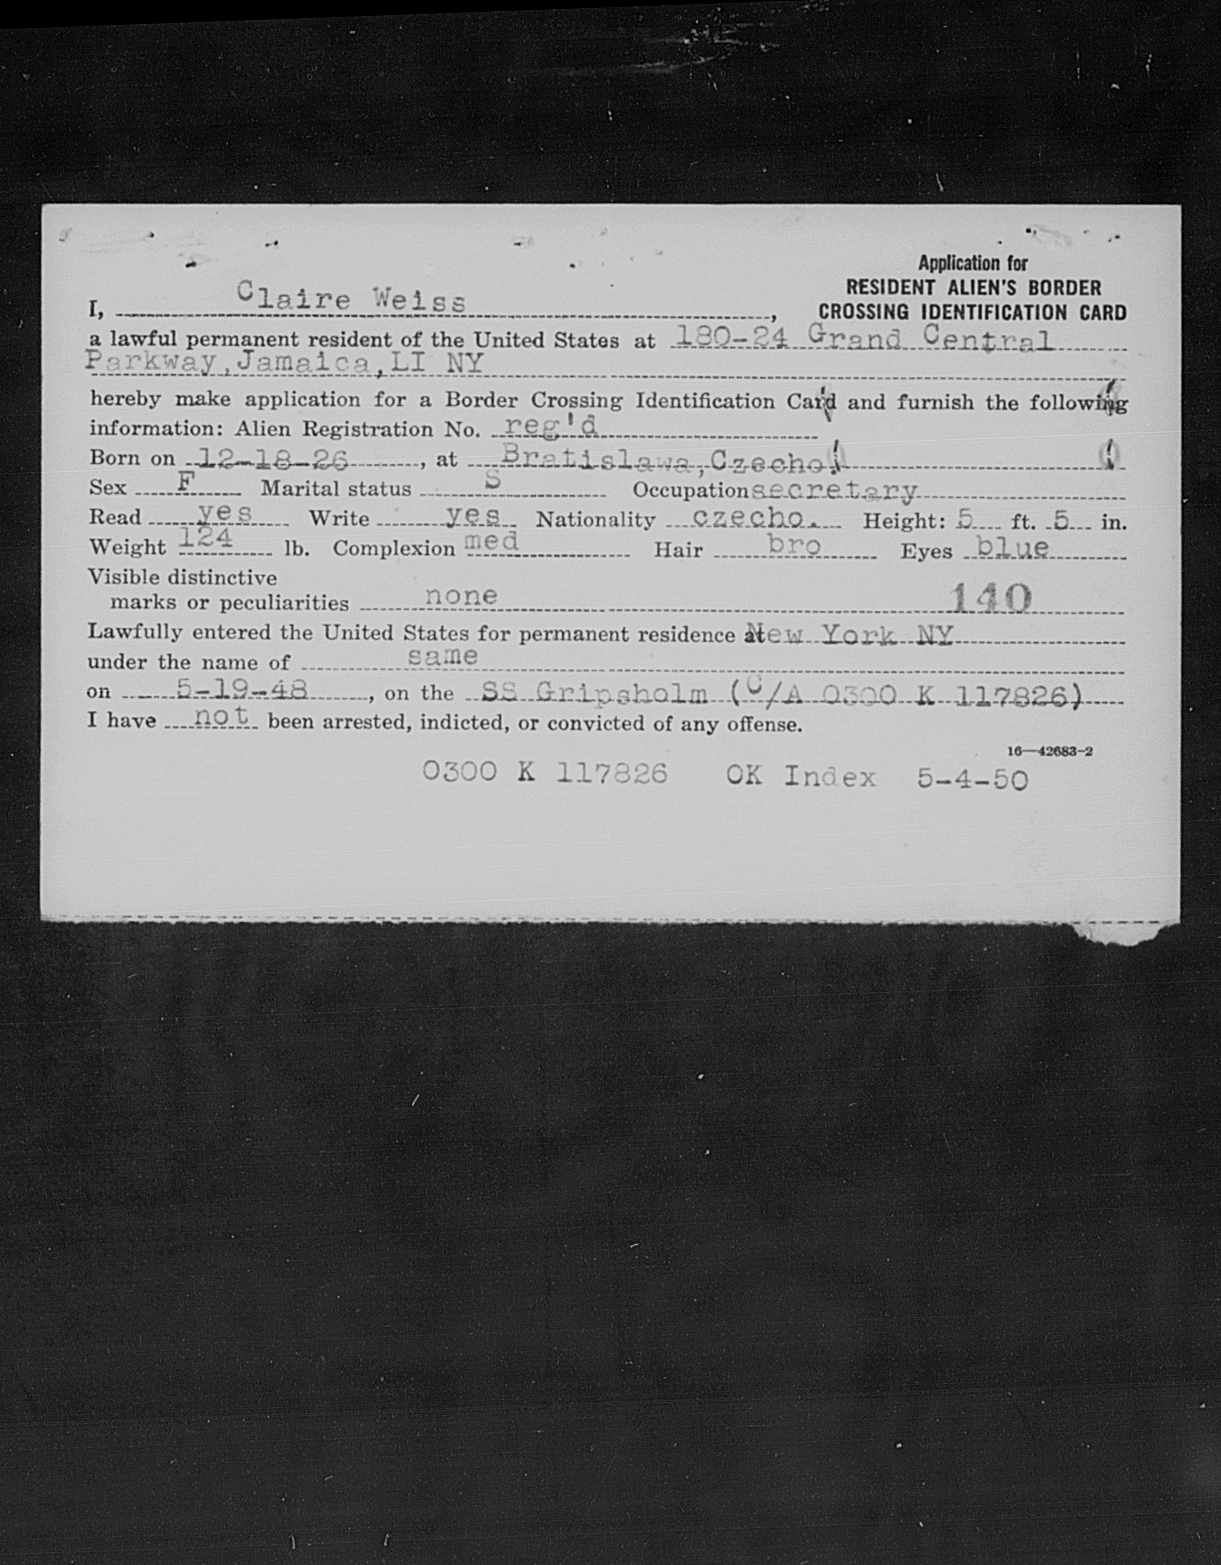 Application for
RESIDENT ALIEN'S BORDER
CROSSING IDENTIFICATION CARD
I, Claire Weiss,
a lawful permanent resident of the United States at 180-24 Grand Central
Parkway, Jamaica, LI NY
hereby make application for a Border Crossing Identification Card and furnish the following
information: Alien Registration No. reg'd
Born on 12-18-26, at Bratislawa, Czecho.
Sex F Marital status S Occupation secretary
Read yes Write yes Nationality czecho. Height: 5 ft. 5 in.
Weight 124 lb. Complexion med Hair bro Eyes blue
Visible distinctive
marks or peculiarities none 140
Lawfully entered the United States for permanent residence at New York NY
under the name of same
on 5-19-48, on the SS Gripsholm (C/A 0300 K 117826)
I have not been arrested, indicted, or convicted of any offense.
16—42683-2
0300 K 117826 OK Index 5-4-50